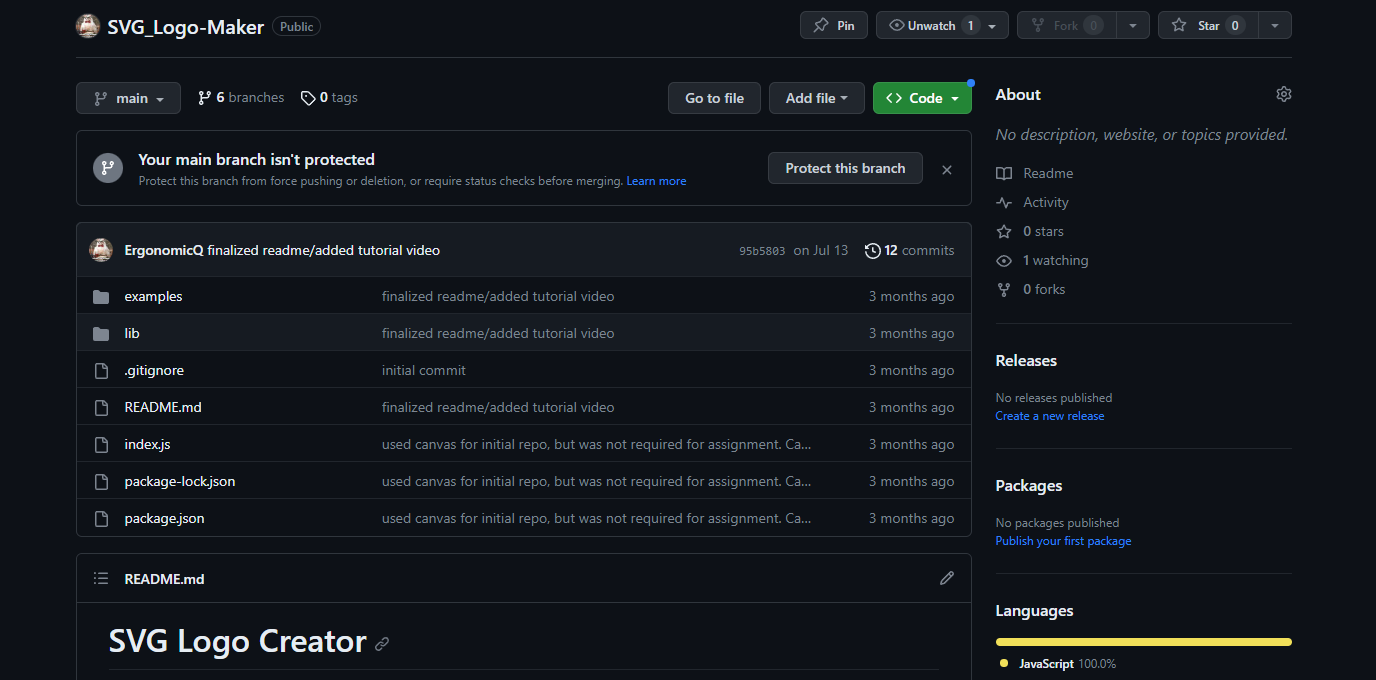 SVG_Logo-Maker Public Pin Unwatch 1 Fork 0 Star 0
main 6 branches 0 tags Go to file Add file <> Code
Your main branch isn't protected
Protect this branch from force pushing or deletion, or require status checks before merging. Learn more
Protect this branch
ErgonomicQ finalized readme/added tutorial video 95b5803 on Jul 13 12 commits
examples finalized readme/added tutorial video 3 months ago
lib finalized readme/added tutorial video 3 months ago
.gitignore initial commit 3 months ago
README.md finalized readme/added tutorial video 3 months ago
index.js used canvas for initial repo, but was not required for assignment. Ca... 3 months ago
package-lock.json used canvas for initial repo, but was not required for assignment. Ca... 3 months ago
package.json used canvas for initial repo, but was not required for assignment. Ca... 3 months ago
README.md
SVG Logo Creator
About
No description, website, or topics provided.
Readme
Activity
0 stars
1 watching
0 forks
Releases
No releases published
Create a new release
Packages
No packages published
Publish your first package
Languages
JavaScript 100.0%